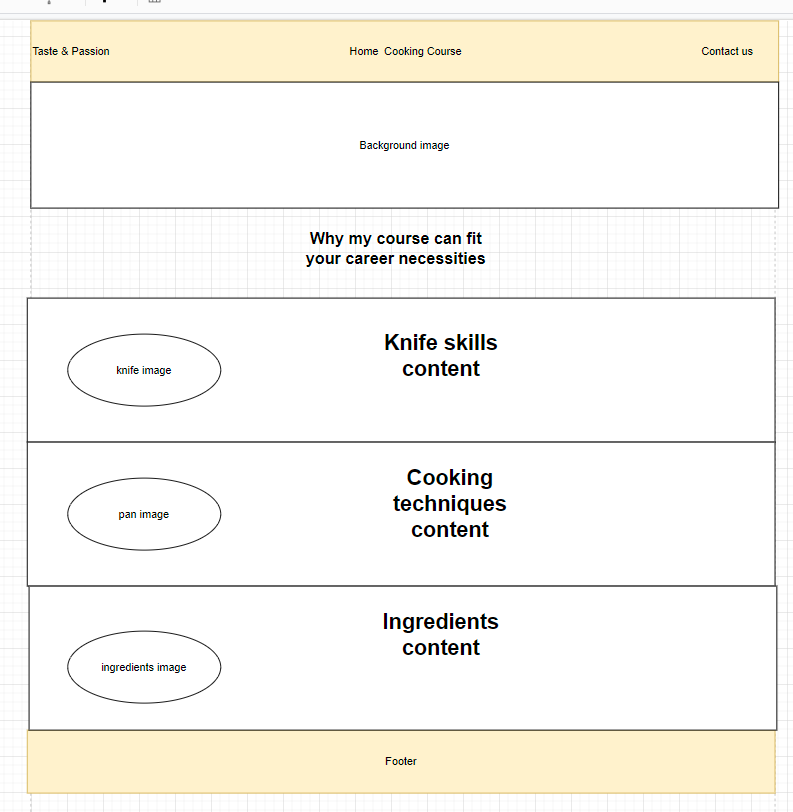 Taste & Passion
Home Cooking Course
Contact us
Background image
Why my course can fit
your career necessities
knife image
Knife skills
content
pan image
Cooking
techniques
content
ingredients image
Ingredients
content
Footer